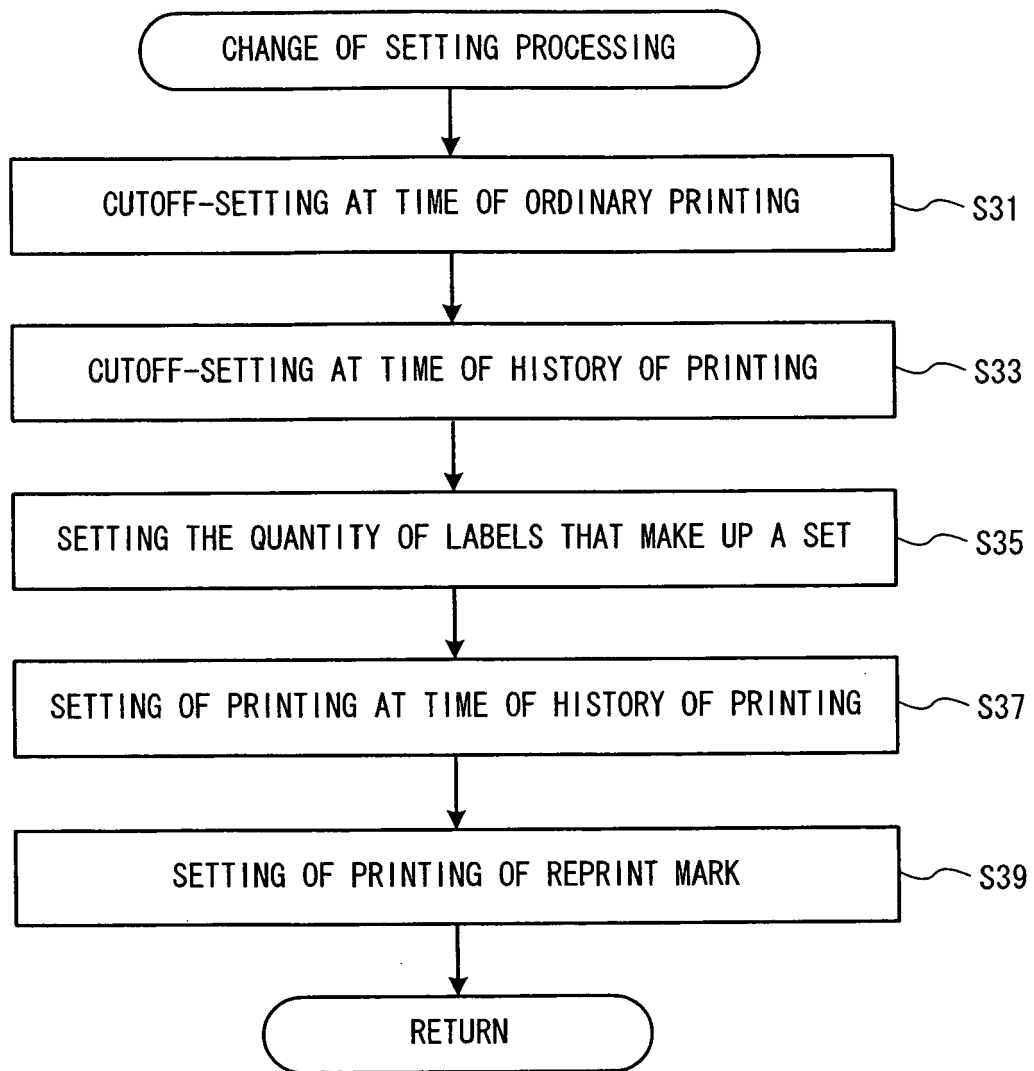 CHANGE OF SETTING PROCESSING
CUTOFF-SETTING AT TIME OF ORDINARY PRINTING
S31
CUTOFF-SETTING AT TIME OF HISTORY OF PRINTING
S33
SETTING THE QUANTITY OF LABELS THAT MAKE UP A SET
S35
SETTING OF PRINTING AT TIME OF HISTORY OF PRINTING
S37
SETTING OF PRINTING OF REPRINT MARK
S39
RETURN